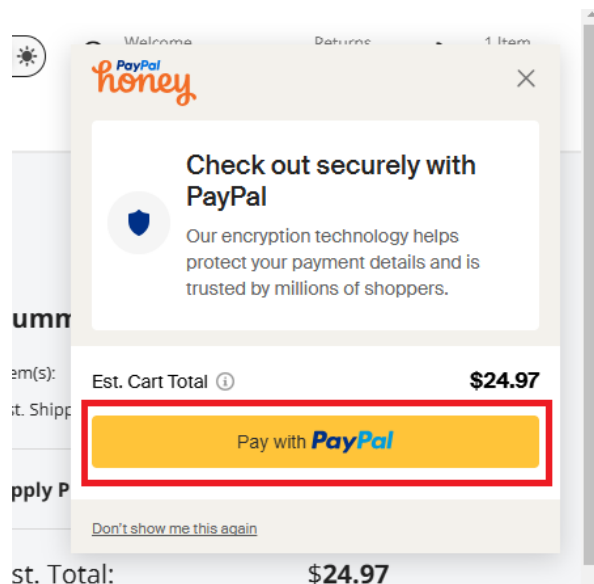 Welcome Returns 1 Item
PayPal
honey
Check out securely with
PayPal
Our encryption technology helps
protect your payment details and is
trusted by millions of shoppers.
umm
em(s):
Est. Cart Total
$24.97
st. Shipp
Pay with PayPal
pply P
Don't show me this again
st. Total: $24.97